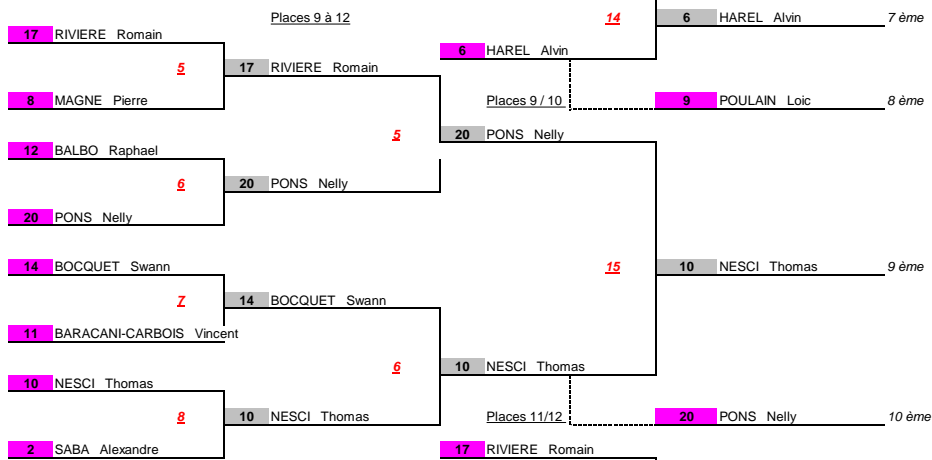 Places 9 à 12 14 6 HAREL Alvin 7 ème
17 RIVIERE Romain
6 HAREL Alvin
5 17 RIVIERE Romain
8 MAGNE Pierre Places 9 / 10 9 POULAIN Loic 8 ème
5 20 PONS Nelly
12 BALBO Raphael
6 20 PONS Nelly
20 PONS Nelly
14 BOCQUET Swann 15 10 NESCI Thomas 9 ème
7 14 BOCQUET Swann
11 BARACANI-CARBOIS Vincent
6 10 NESCI Thomas
10 NESCI Thomas
8 10 NESCI Thomas Places 11/12 20 PONS Nelly 10 ème
2 SABA Alexandre 17 RIVIERE Romain